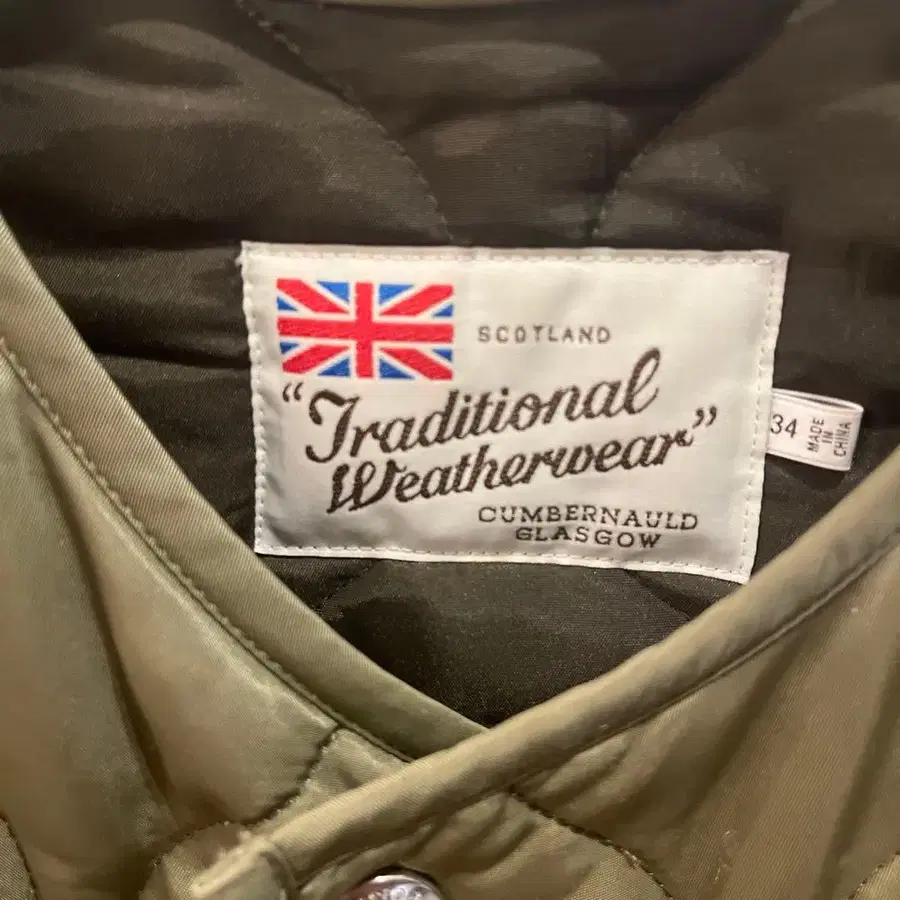 SCOTLAND
“Traditional
Weatherwear”
CUMBERNAULD
GLASGOW
34
MADE
IN
CHINA